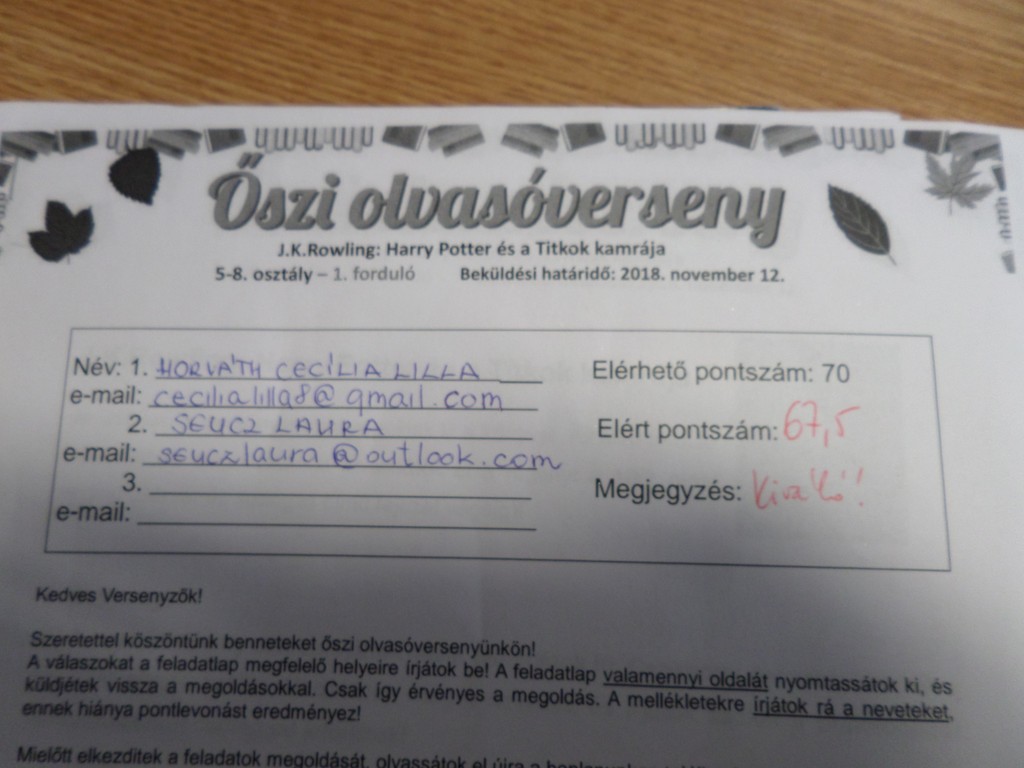 Őszi olvasóverseny
J.K.Rowling: Harry Potter és a Titkok kamrája
5-8. osztály – 1. forduló Beküldési határidő: 2018. november 12.
Név: 1. HORVÁTH CECÍLIA LILLA Elérhető pontszám: 70
e-mail: cecilialilla8@gmail.com
2. SEUCZ LAURA Elért pontszám: 67,5
e-mail: seuczlaura@outlook.com
3. Megjegyzés: Kiváló!
e-mail:
Kedves Versenyzők!
Szeretettel köszöntünk benneteket őszi olvasóversenyünkön!
A válaszokat a feladatlap megfelelő helyeire írjátok be! A feladatlap valamennyi oldalát nyomtassátok ki, és
küldjétek vissza a megoldásokkal. Csak így érvényes a megoldás. A mellékletekre írjátok rá a neveteket,
ennek hiánya pontlevonást eredményez!
Mielőtt elkezditek a feladatok megoldását, olvassátok el újra a